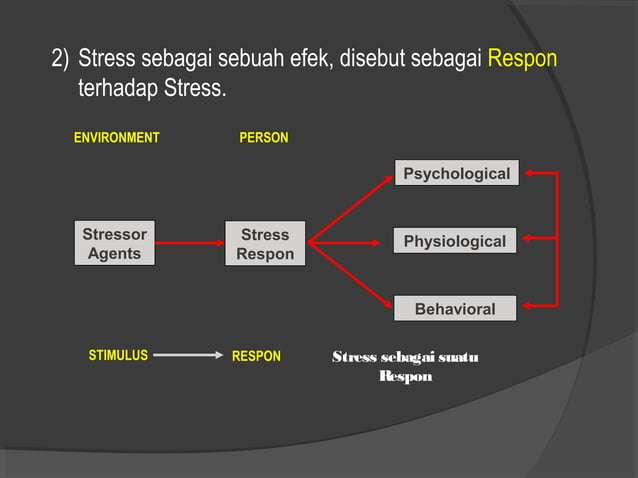 2) Stress sebagai sebuah efek, disebut sebagai Respon
terhadap Stress.
ENVIRONMENT
PERSON
Psychological
Stressor
Agents
Stress
Respon
Physiological
Behavioral
STIMULUS
RESPON
Stress sebagai suatu
Respon